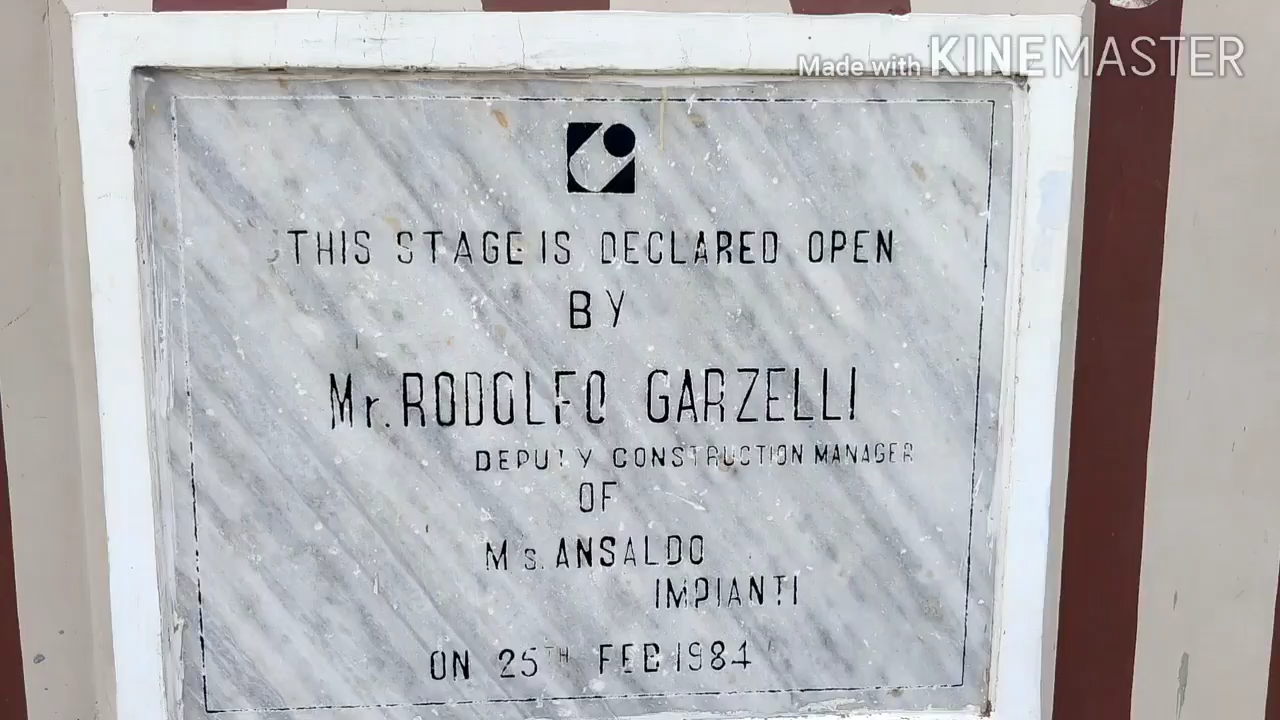 Made with KINEMASTER
THIS STAGE IS DECLARED OPEN
BY
Mr. RODOLFO GARZELLI
DEPUTY CONSTRUCTION MANAGER
OF
M s. ANSALDO
IMPIANTI
ON 25TH FEB 1984